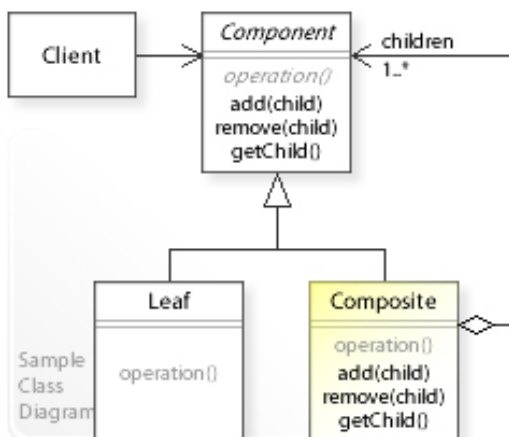 Client
Component
operation()
add(child)
remove(child)
getChild()
children
1..*
Leaf
operation()
Composite
operation()
add(child)
remove(child)
getChild()
Sample
Class
Diagram